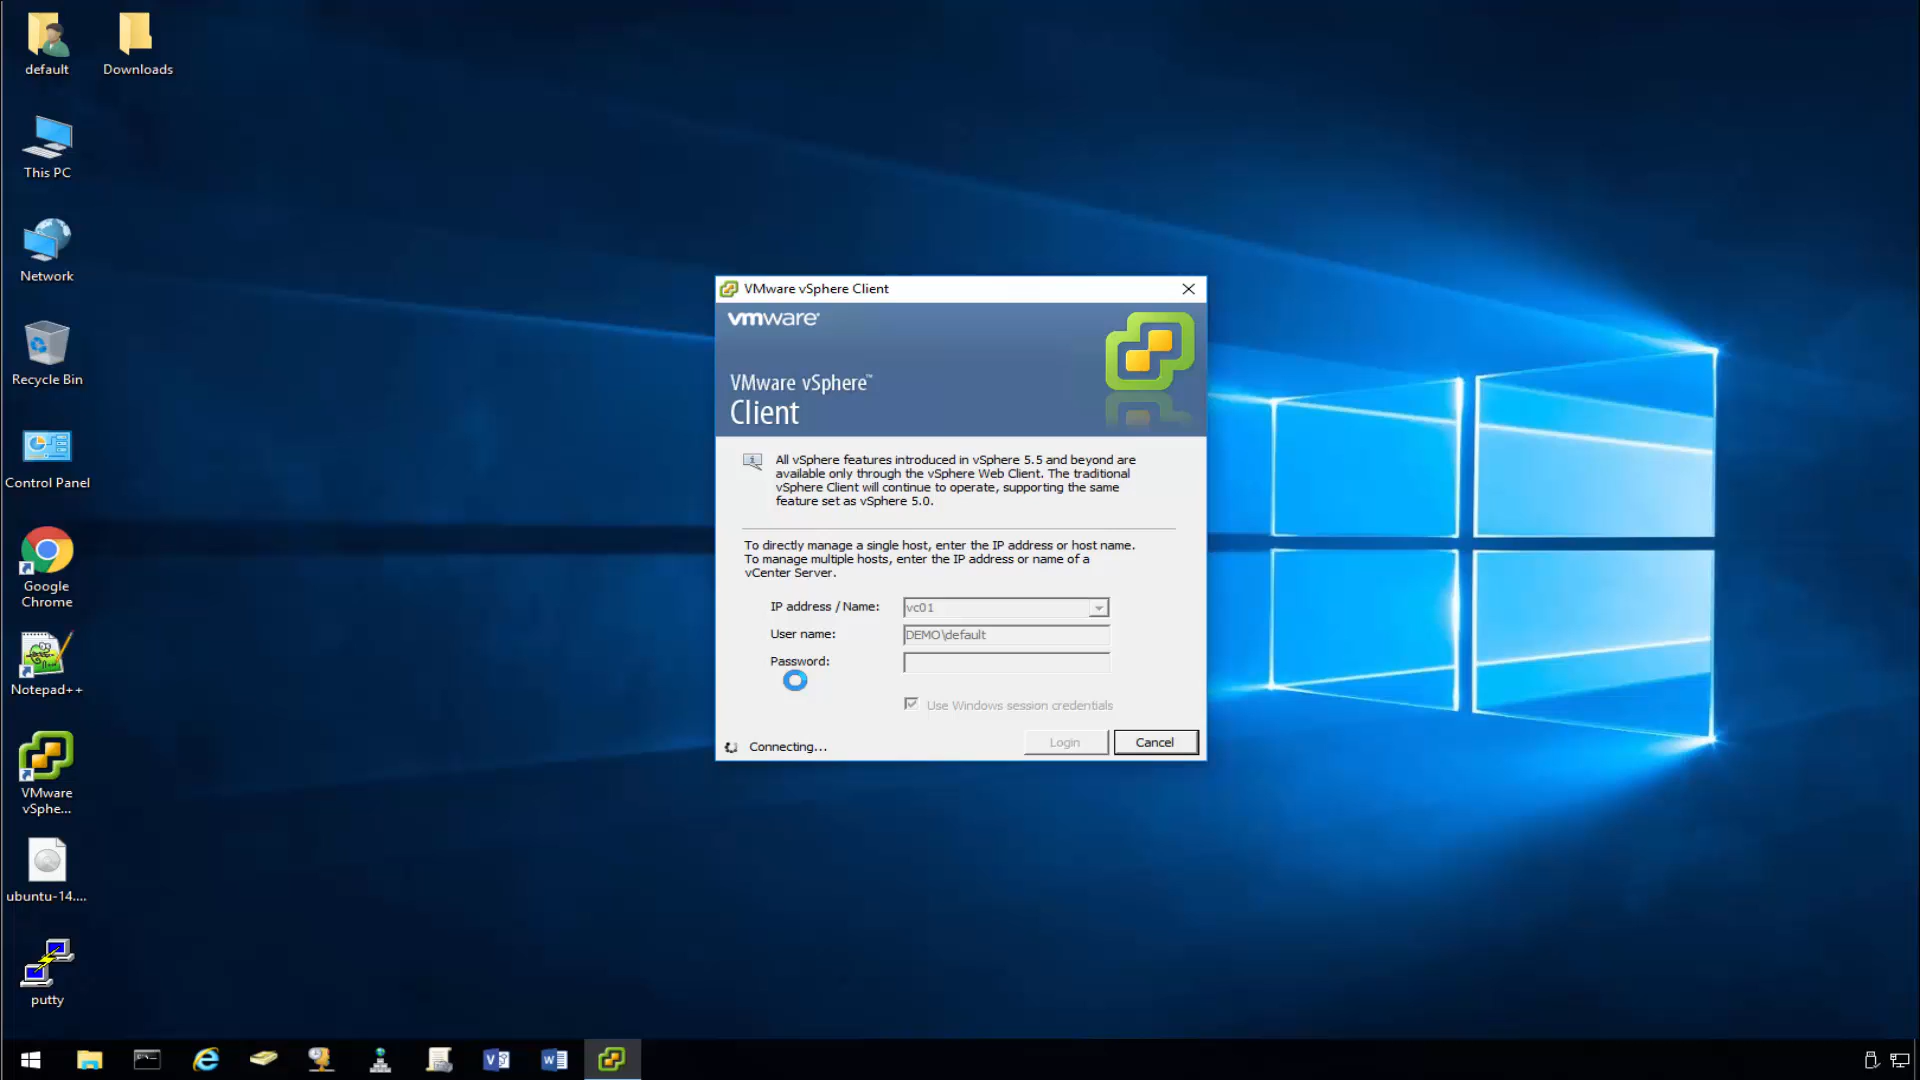 default
Downloads
This PC
Network
Recycle Bin
Control Panel
Google
Chrome
Notepad++
VMware
vSphe...
ubuntu-14....
putty
VMware vSphere Client
vmware
VMware vSphere™
Client
All vSphere features introduced in vSphere 5.5 and beyond are
available only through the vSphere Web Client. The traditional
vSphere Client will continue to operate, supporting the same
feature set as vSphere 5.0.
To directly manage a single host, enter the IP address or host name.
To manage multiple hosts, enter the IP address or name of a
vCenter Server.
IP address / Name: vc01
User name: DEMO\default
Password:
Use Windows session credentials
Connecting... Login Cancel